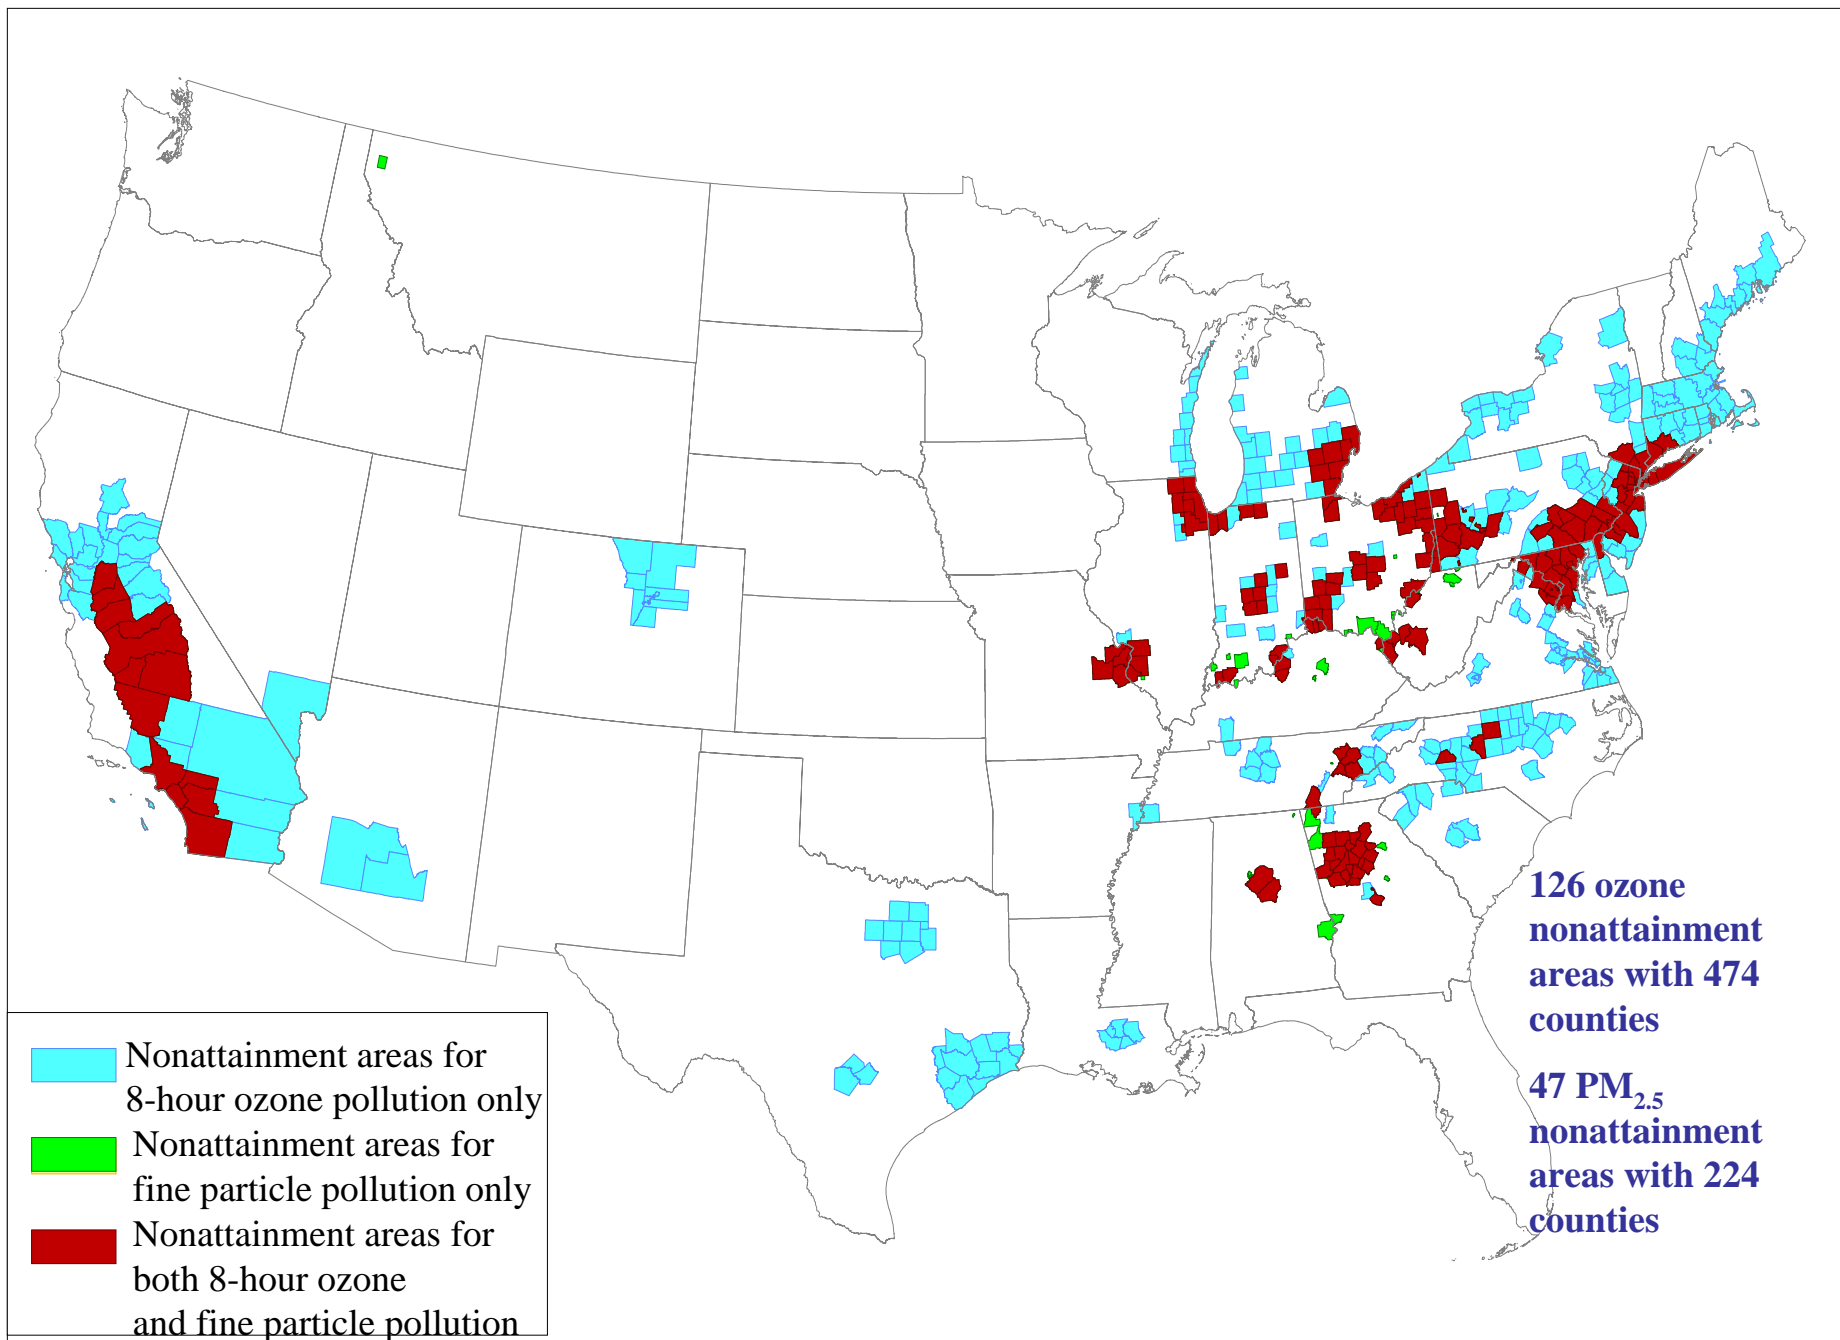 126 ozone
nonattainment
areas with 474
counties
47 PM2.5
nonattainment
areas with 224
counties
Nonattainment areas for
8-hour ozone pollution only
Nonattainment areas for
fine particle pollution only
Nonattainment areas for
both 8-hour ozone
and fine particle pollution